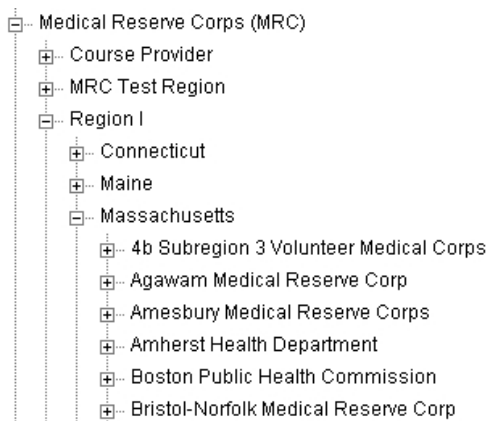 Medical Reserve Corps (MRC)
Course Provider
MRC Test Region
Region I
Connecticut
Maine
Massachusetts
4b Subregion 3 Volunteer Medical Corps
Agawam Medical Reserve Corp
Amesbury Medical Reserve Corps
Amherst Health Department
Boston Public Health Commission
Bristol-Norfolk Medical Reserve Corp